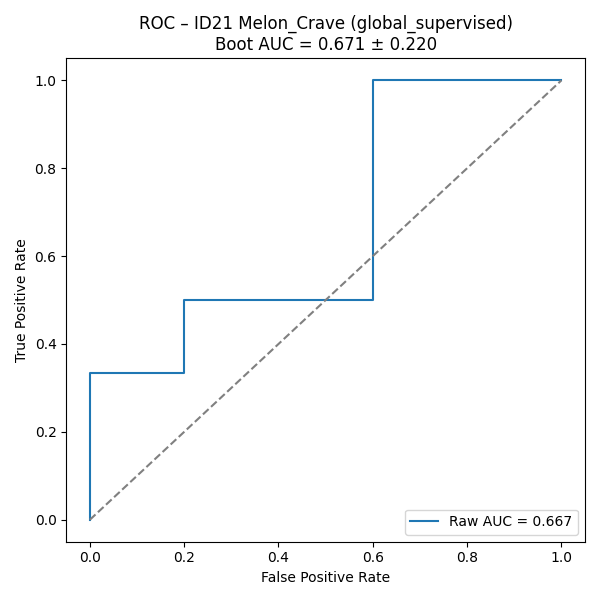 ROC – ID21 Melon_Crave (global_supervised)
Boot AUC = 0.671 ± 0.220
1.0
0.8
0.6
0.4
0.2
0.0
True Positive Rate
Raw AUC = 0.667
0.0 0.2 0.4 0.6 0.8 1.0
False Positive Rate